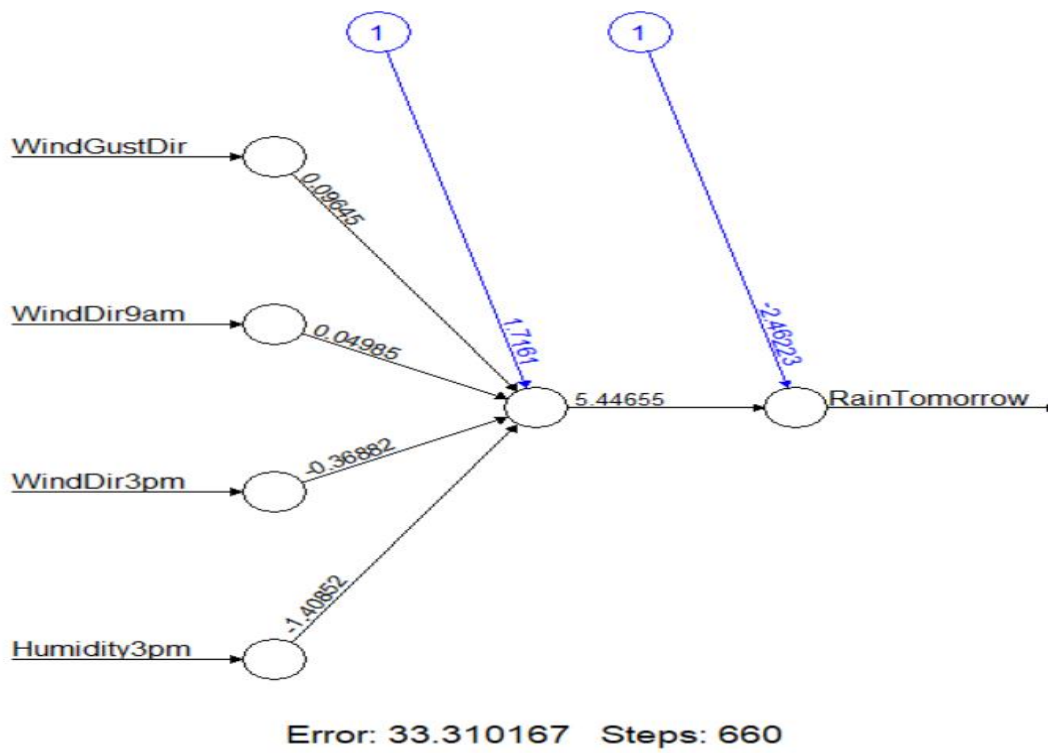 1
1
WindGustDir
0.09645
WindDir9am
0.04985
1.7161
-2.46223
5.44655
RainTomorrow
WindDir3pm
-0.36882
-1.40852
Humidity3pm
Error: 33.310167 Steps: 660